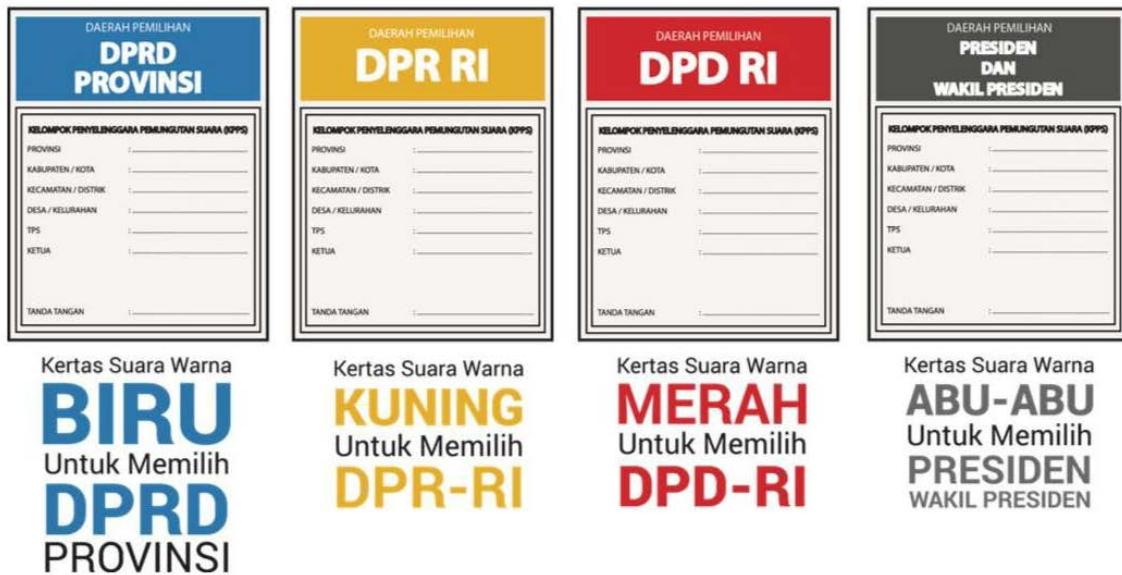 DAERAH PEMILIHAN
DPRD
PROVINSI
KELOMPOK PENYELENGGARA PEMUNGUTAN SUARA (KPPS)
PROVINSI :
KABUPATEN / KOTA :
KECAMATAN / DISTRIK :
DESA / KELURAHAN :
TPS :
KETUA :
TANDA TANGAN :
Kertas Suara Warna
BIRU
Untuk Memilih
DPRD
PROVINSI
DAERAH PEMILIHAN
DPR RI
KELOMPOK PENYELENGGARA PEMUNGUTAN SUARA (KPPS)
PROVINSI :
KABUPATEN / KOTA :
KECAMATAN / DISTRIK :
DESA / KELURAHAN :
TPS :
KETUA :
TANDA TANGAN :
Kertas Suara Warna
KUNING
Untuk Memilih
DPR-RI
DAERAH PEMILIHAN
DPD RI
KELOMPOK PENYELENGGARA PEMUNGUTAN SUARA (KPPS)
PROVINSI :
KABUPATEN / KOTA :
KECAMATAN / DISTRIK :
DESA / KELURAHAN :
TPS :
KETUA :
TANDA TANGAN :
Kertas Suara Warna
MERAH
Untuk Memilih
DPD-RI
DAERAH PEMILIHAN
PRESIDEN
DAN
WAKIL PRESIDEN
KELOMPOK PENYELENGGARA PEMUNGUTAN SUARA (KPPS)
PROVINSI :
KABUPATEN / KOTA :
KECAMATAN / DISTRIK :
DESA / KELURAHAN :
TPS :
KETUA :
TANDA TANGAN :
Kertas Suara Warna
ABU-ABU
Untuk Memilih
PRESIDEN
WAKIL PRESIDEN